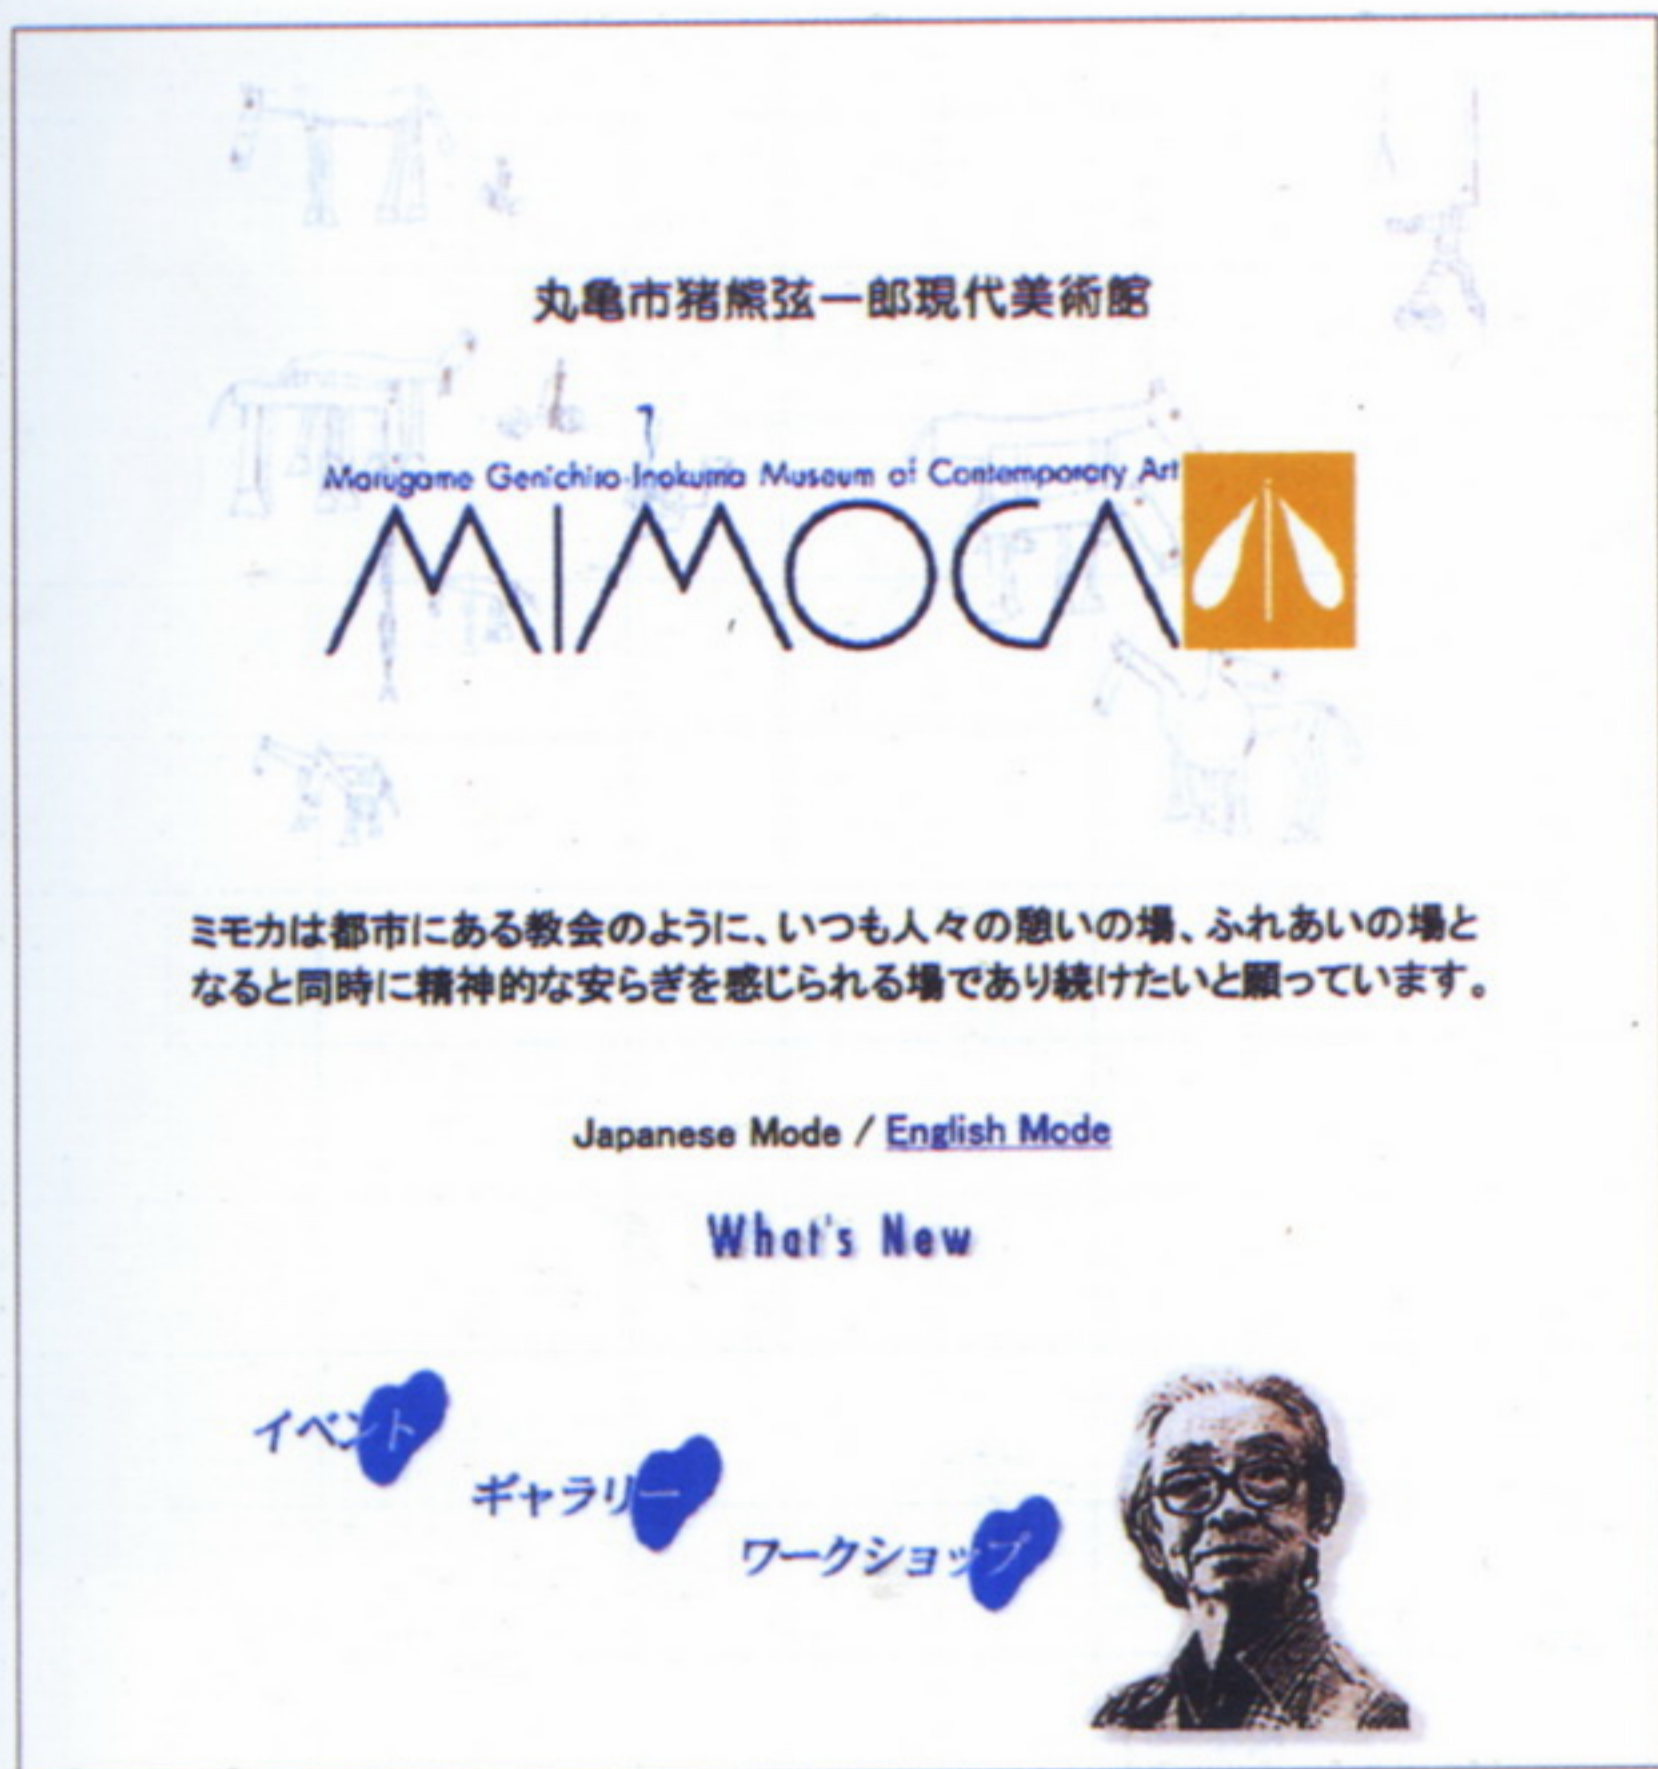 丸亀市猪熊弦一郎現代美術館
Marugame Genichiro-Inokuma Museum of Contemporary Art
MIMOCA
ミモカは都市にある教会のように、いつも人々の憩いの場、ふれあいの場と
なると同時に精神的な安らぎを感じられる場であり続けたいと願っています。
Japanese Mode / English Mode
What's New
イベント
ギャラリー
ワークショップ